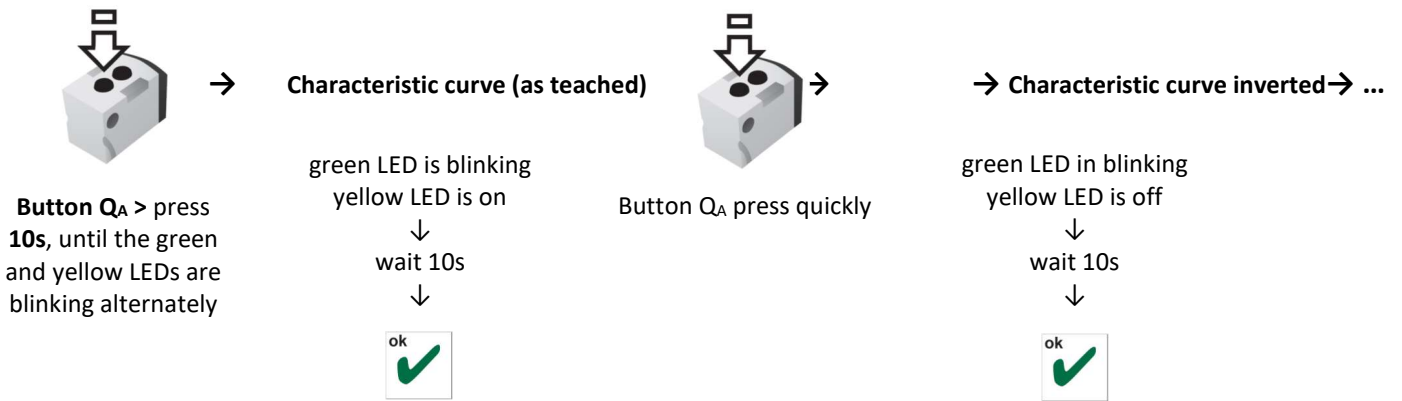 → Characteristic curve (as teached) → → Characteristic curve inverted→ ...
Button QA > press
10s, until the green
and yellow LEDs are
blinking alternately
green LED is blinking
yellow LED is on
↓
wait 10s
↓
ok
Button QA press quickly
green LED in blinking
yellow LED is off
↓
wait 10s
↓
ok